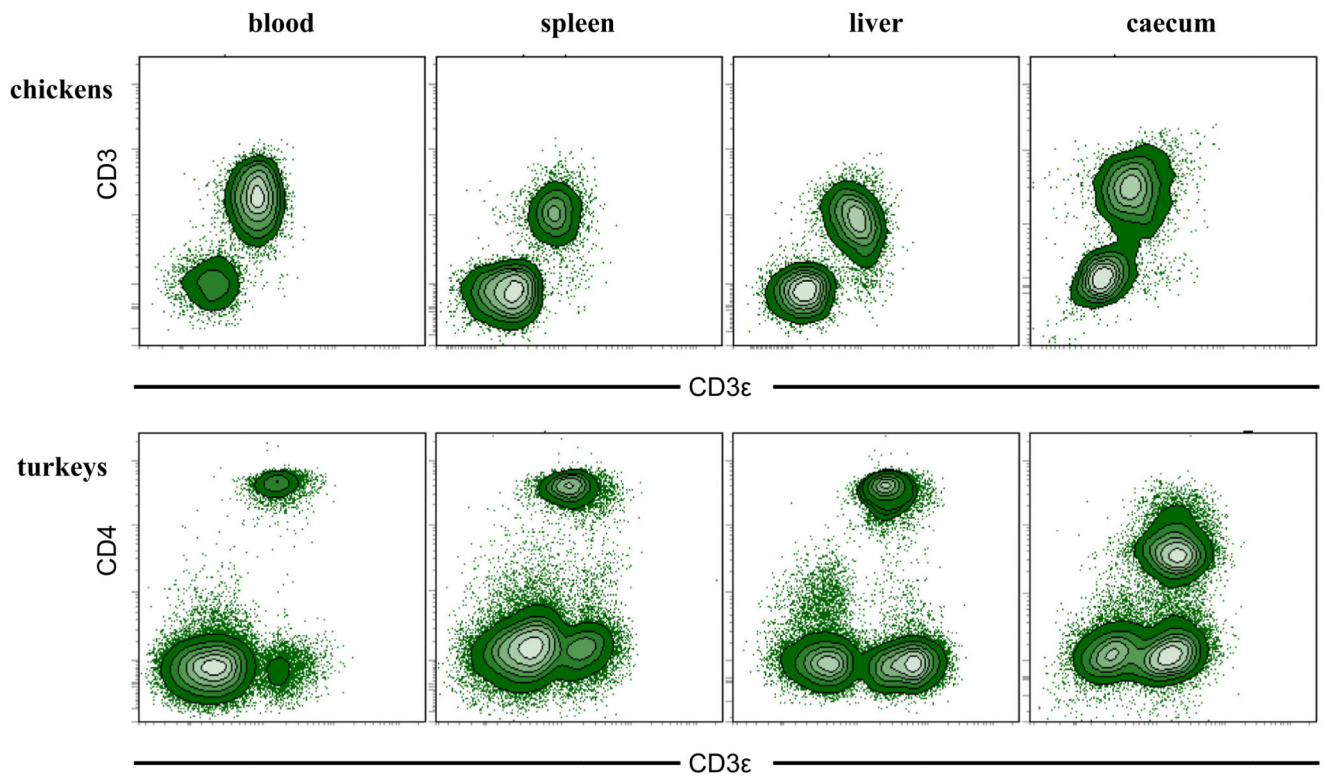 blood spleen liver caecum
chickens
CD3
CD3ε
turkeys
CD4
CD3ε